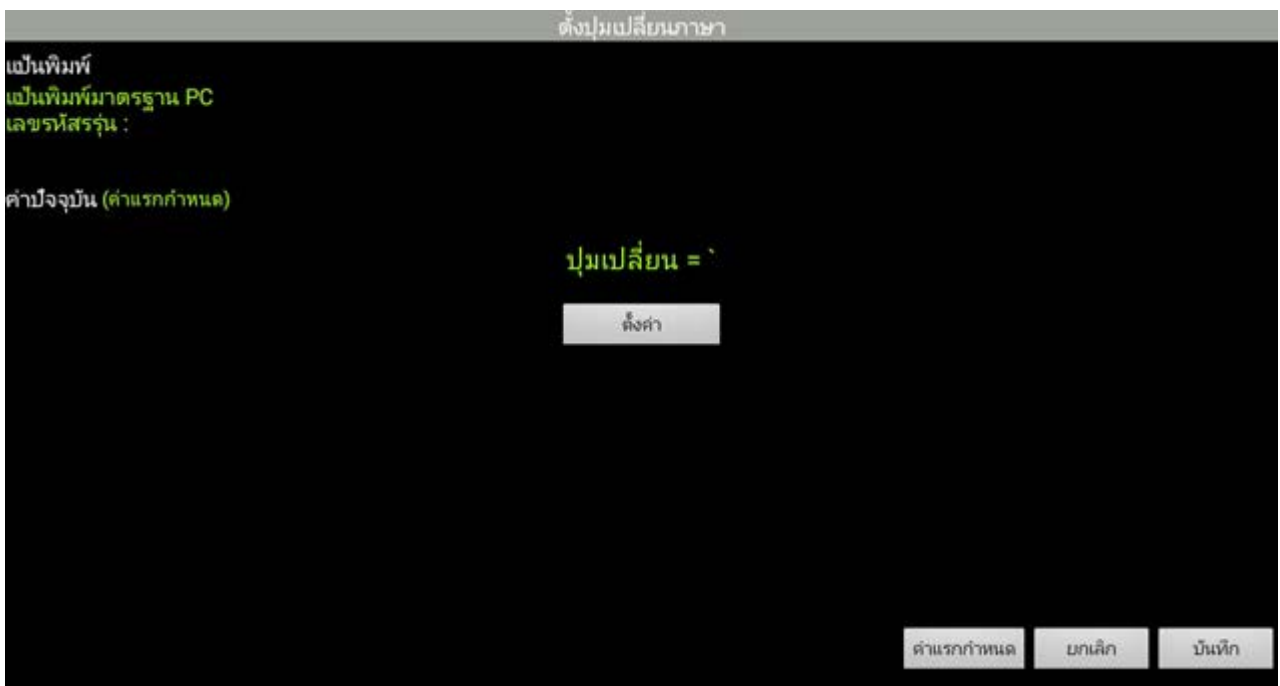 ตั้งปุ่มเปลี่ยนภาษา
แป้นพิมพ์
แป้นพิมพ์มาตรฐาน PC
เลขรหัสรุ่น :
ค่าปัจจุบัน (ค่าแรกกำหนด)
ปุ่มเปลี่ยน = `
ตั้งค่า
ค่าแรกกำหนด ยกเลิก บันทึก